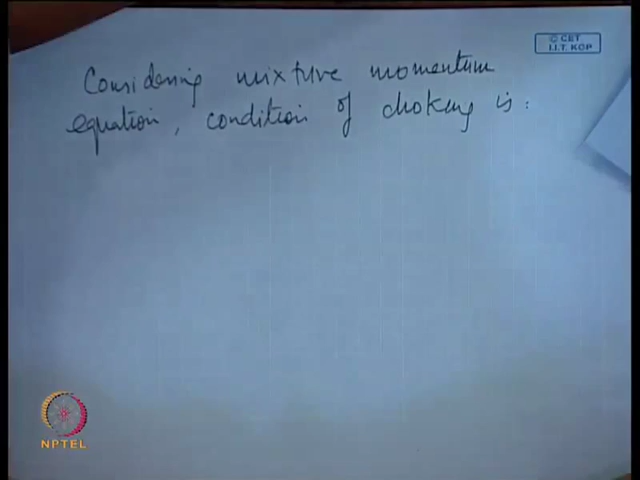 © CET
I.I.T. KGP
Considering mixture momentum
equation, condition of choking is :
NPTEL